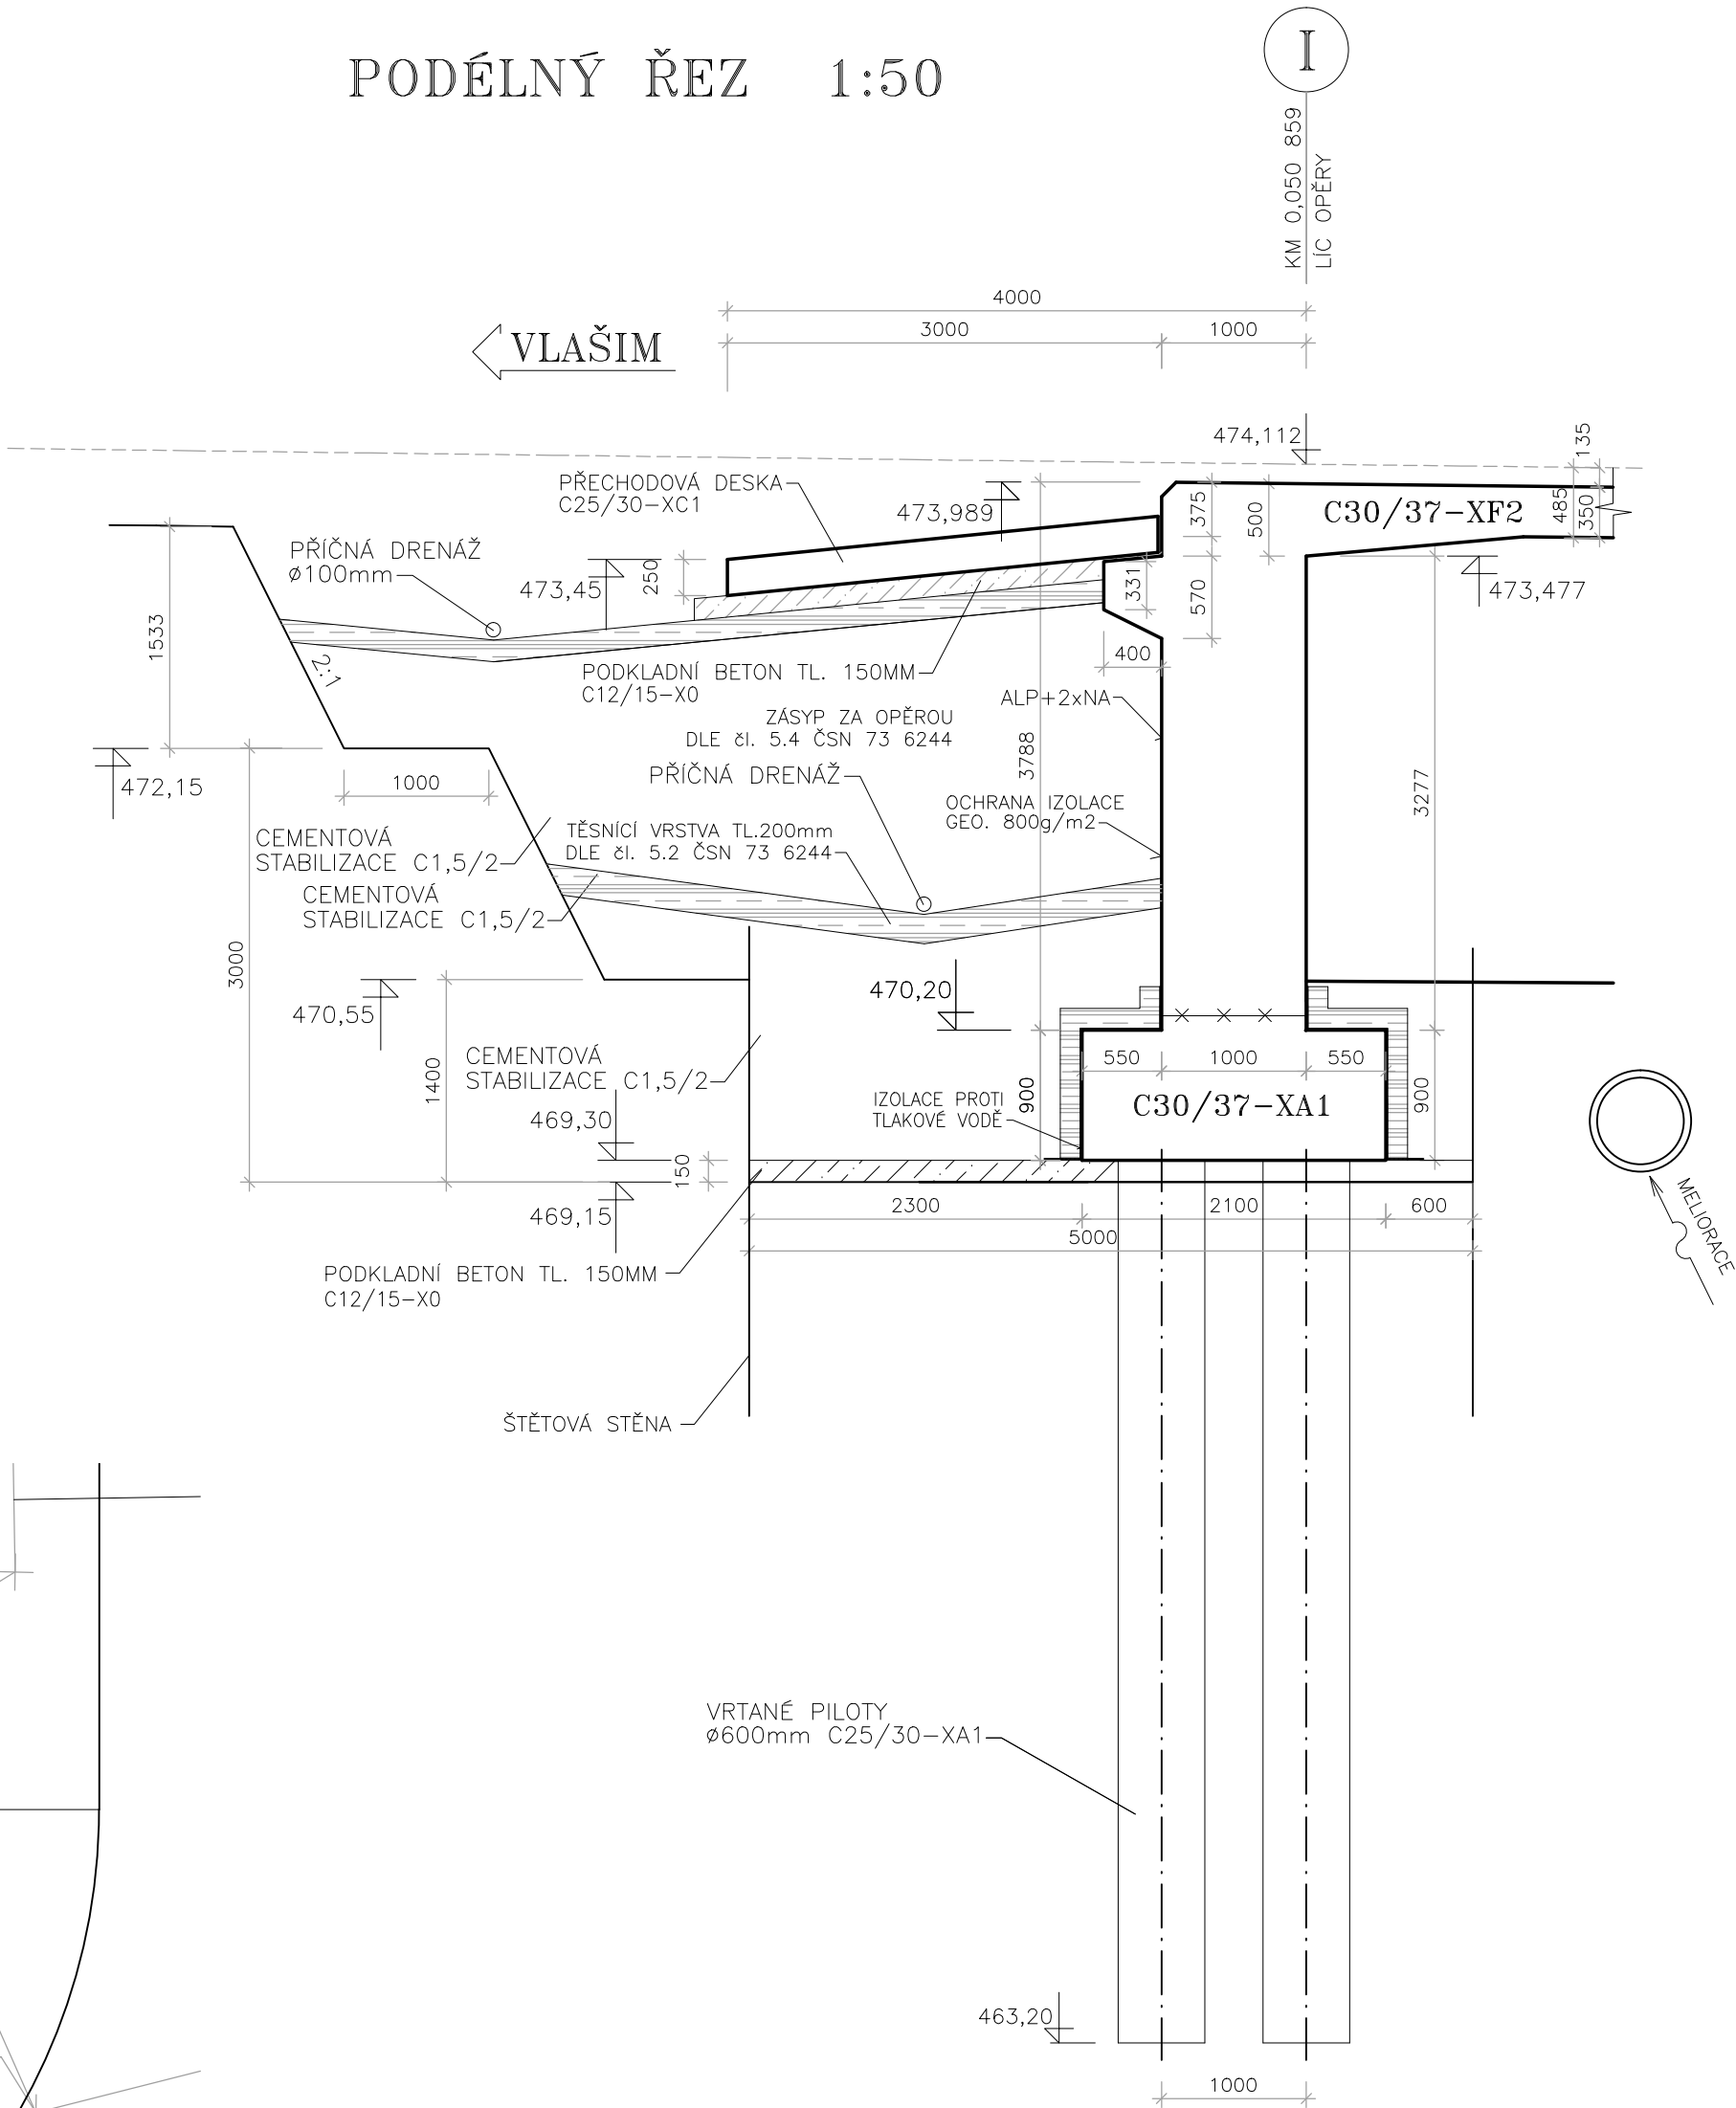 PODÉLNÝ ŘEZ 1:50
I
KM 0,050 859
LÍC OPĚRY
4000
3000
1000
VLAŠIM
474,112
135
PŘECHODOVÁ DESKA
C25/30-XC1
473,989
375
500
C30/37-XF2
485
350
PŘÍČNÁ DRENÁŽ
ø100mm
473,45
250
331
570
473,477
1533
2:1
400
PODKLADNÍ BETON TL. 150MM
C12/15-X0
ALP+2xNA
ZÁSYP ZA OPĚROU
DLE čl. 5.4 ČSN 73 6244
3788
472,15
1000
PŘÍČNÁ DRENÁŽ
3277
OCHRANA IZOLACE
GEO. 800g/m2
TĚSNÍCÍ VRSTVA TL.200mm
DLE čl. 5.2 ČSN 73 6244
CEMENTOVÁ
STABILIZACE C1,5/2
CEMENTOVÁ
STABILIZACE C1,5/2
3000
470,55
470,20
1400
CEMENTOVÁ
STABILIZACE C1,5/2
550
1000
550
900
900
IZOLACE PROTI
TLAKOVÉ VODĚ
C30/37-XA1
469,30
150
469,15
2300
2100
600
5000
MELIORACE
PODKLADNÍ BETON TL. 150MM
C12/15-X0
ŠTĚTOVÁ STĚNA
VRTANÉ PILOTY
ø600mm C25/30-XA1
463,20
1000